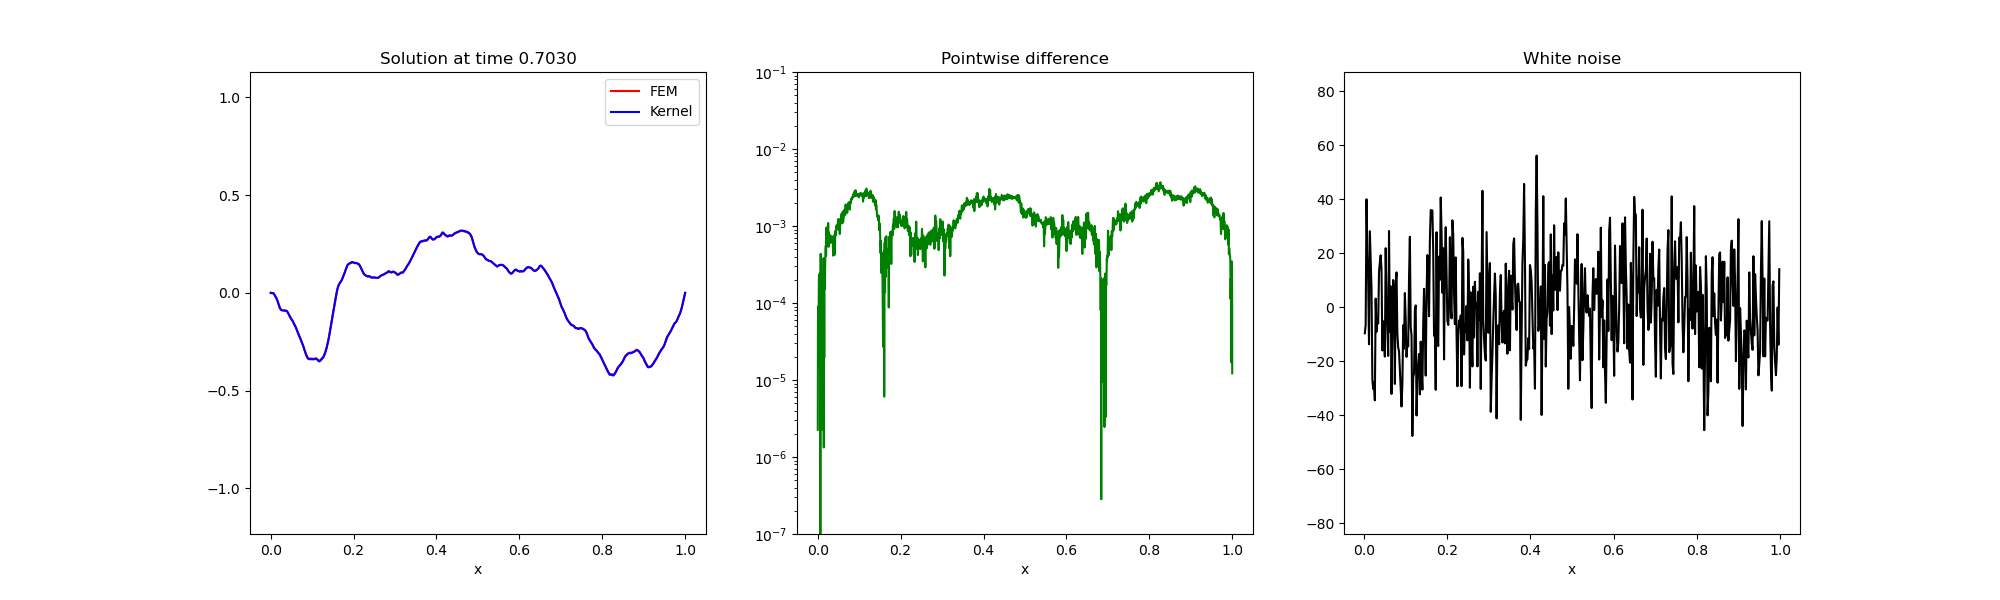 Solution at time 0.7030
1.0
0.5
0.0
−0.5
−1.0
0.0 0.2 0.4 0.6 0.8 1.0
x
FEM
Kernel
Pointwise difference
10⁻¹
10⁻²
10⁻³
10⁻⁴
10⁻⁵
10⁻⁶
10⁻⁷
0.0 0.2 0.4 0.6 0.8 1.0
x
White noise
80
60
40
20
0
−20
−40
−60
−80
0.0 0.2 0.4 0.6 0.8 1.0
x